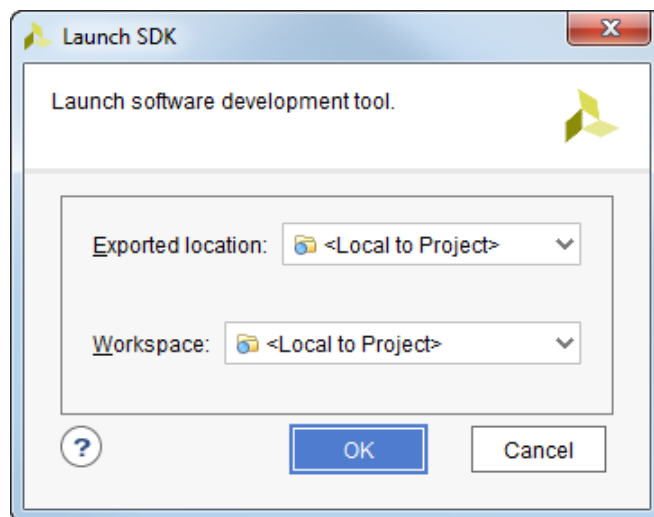 Launch SDK
Launch software development tool.
Exported location: <Local to Project>
Workspace: <Local to Project>
? OK Cancel